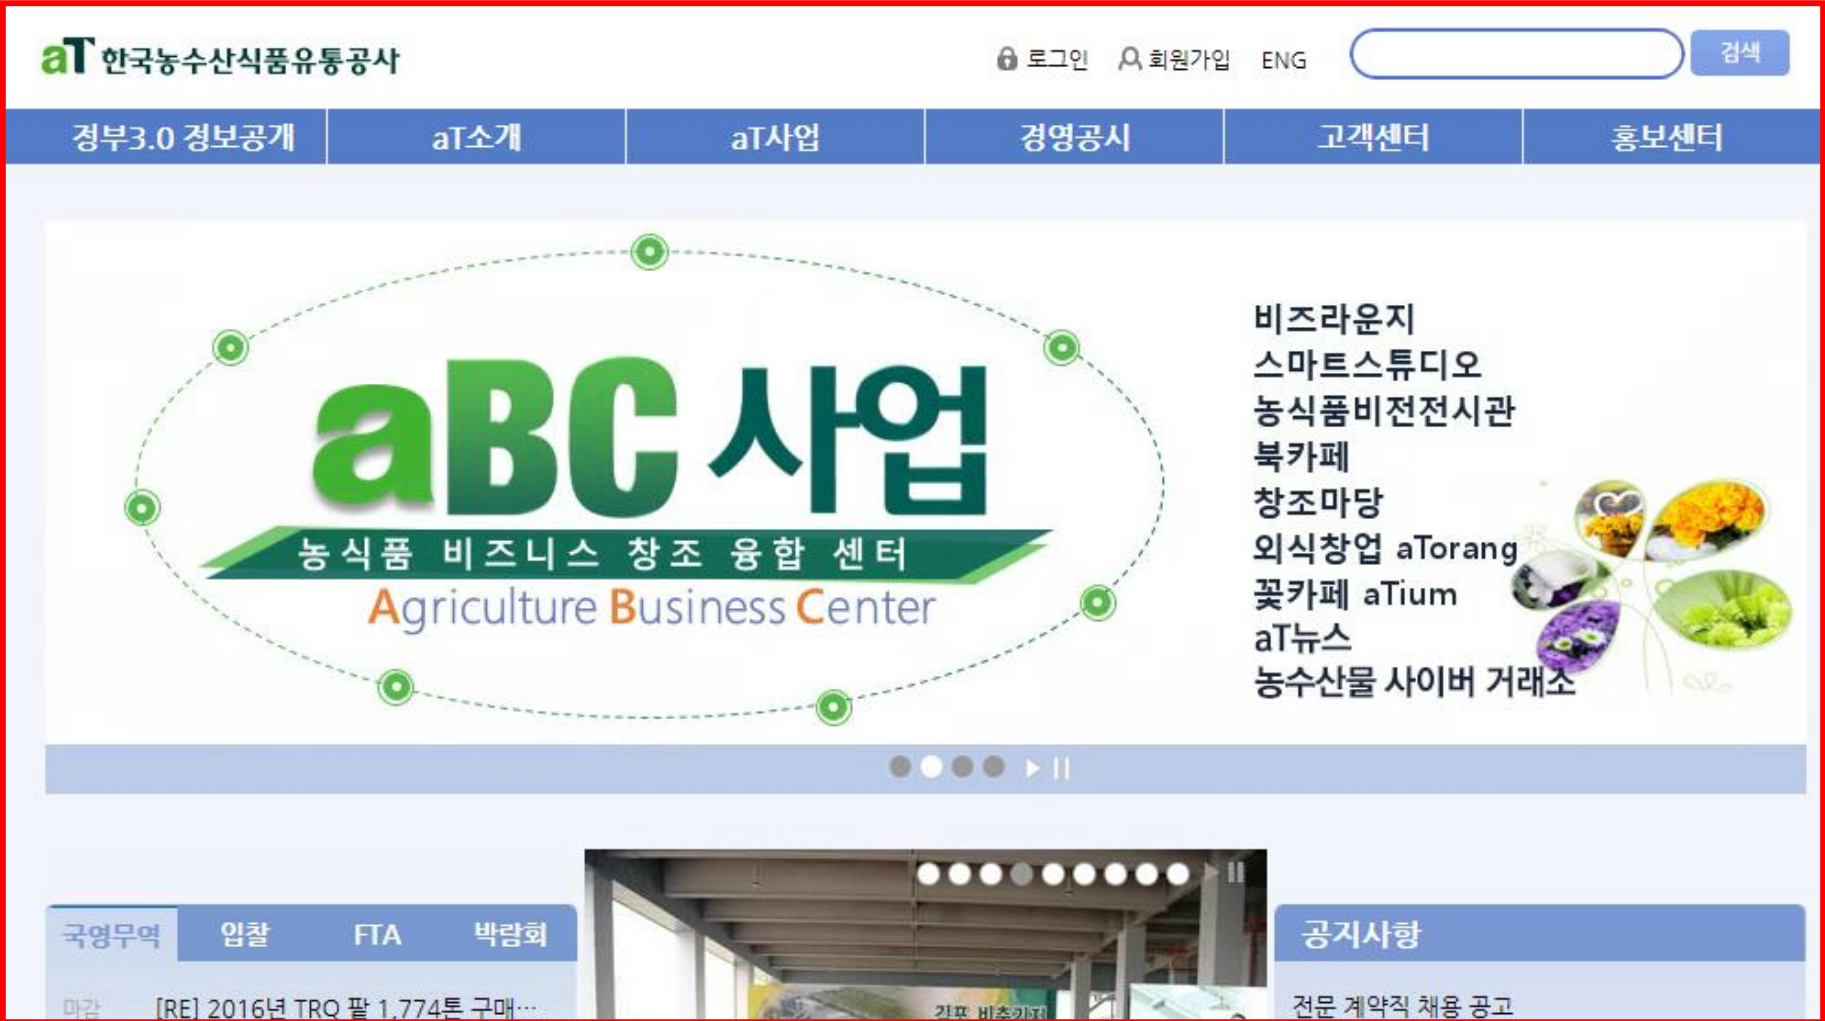 aT 한국농수산식품유통공사
로그인 회원가입 ENG 검색
정부3.0 정보공개 aT소개 aT사업 경영공시 고객센터 홍보센터
aBC 사업
농식품 비즈니스 창조 융합 센터
Agriculture Business Center
비즈라운지
스마트스튜디오
농식품비전전시관
북카페
창조마당
외식창업 aTorang
꽃카페 aTium
aT뉴스
농수산물 사이버 거래소
국영무역 입찰 FTA 박람회
마감 [RE] 2016년 TRQ 팥 1,774톤 구매…
공지사항
전문 계약직 채용 공고